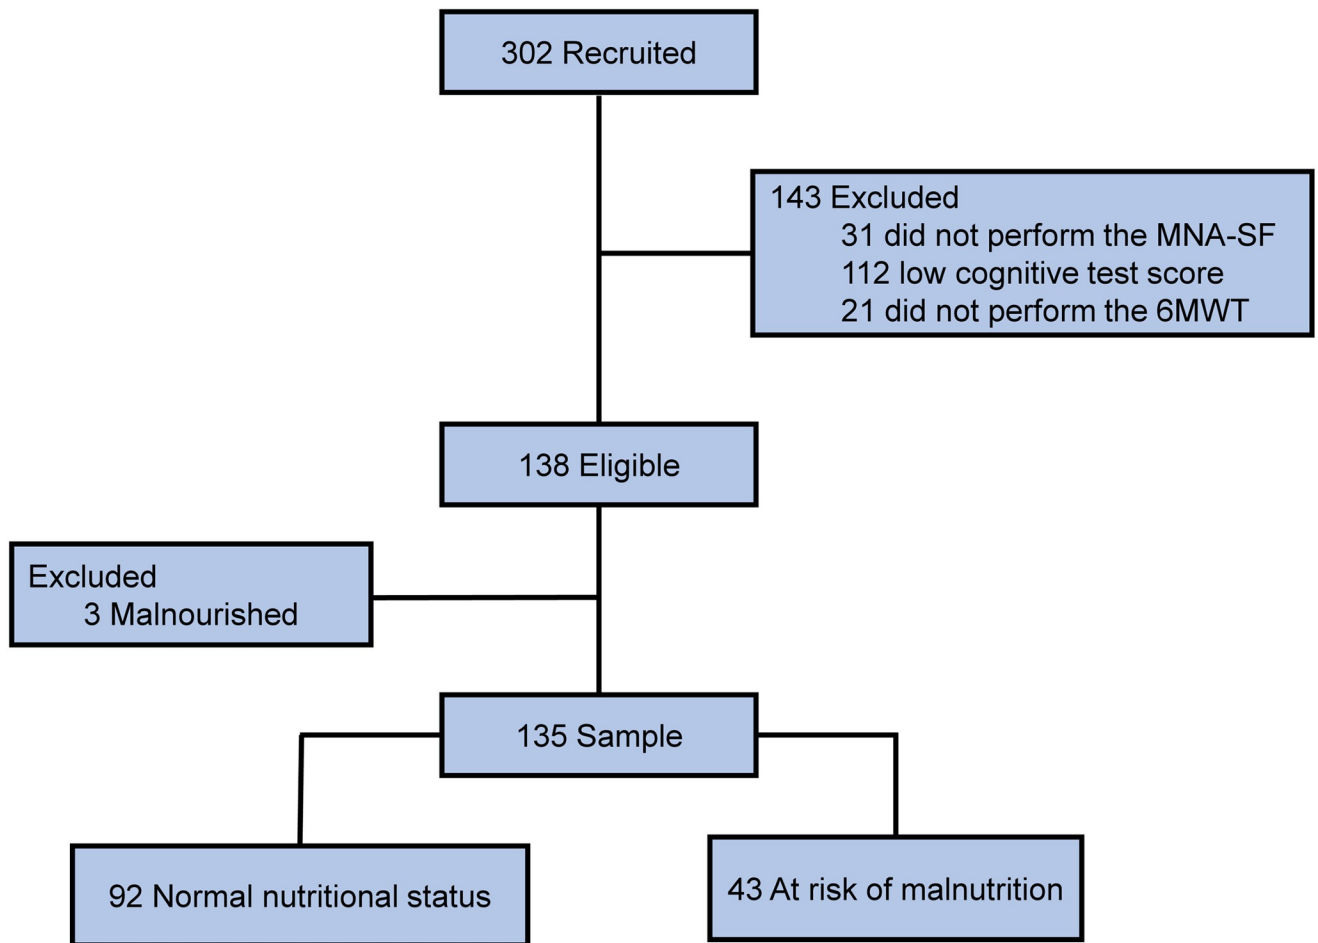 302 Recruited
143 Excluded
31 did not perform the MNA-SF
112 low cognitive test score
21 did not perform the 6MWT
138 Eligible
Excluded
3 Malnourished
135 Sample
92 Normal nutritional status
43 At risk of malnutrition